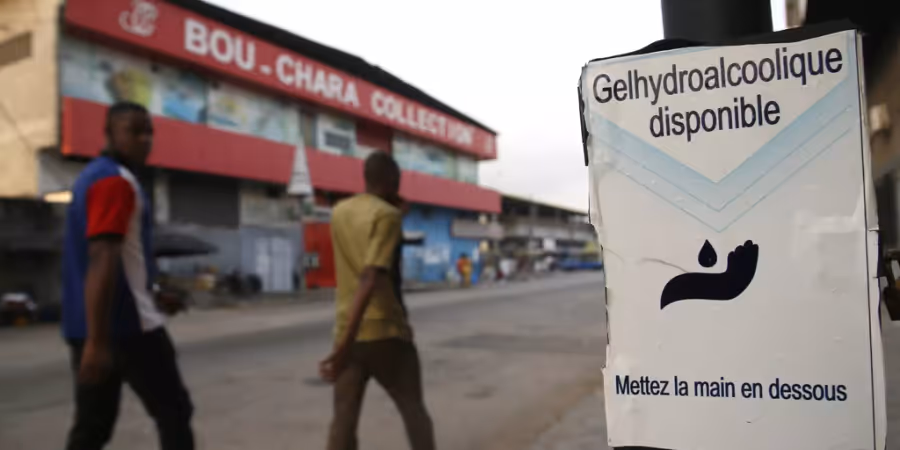 BOU - CHARA COLLECTION
Gelhydroalcoolique
disponible
Mettez la main en dessous